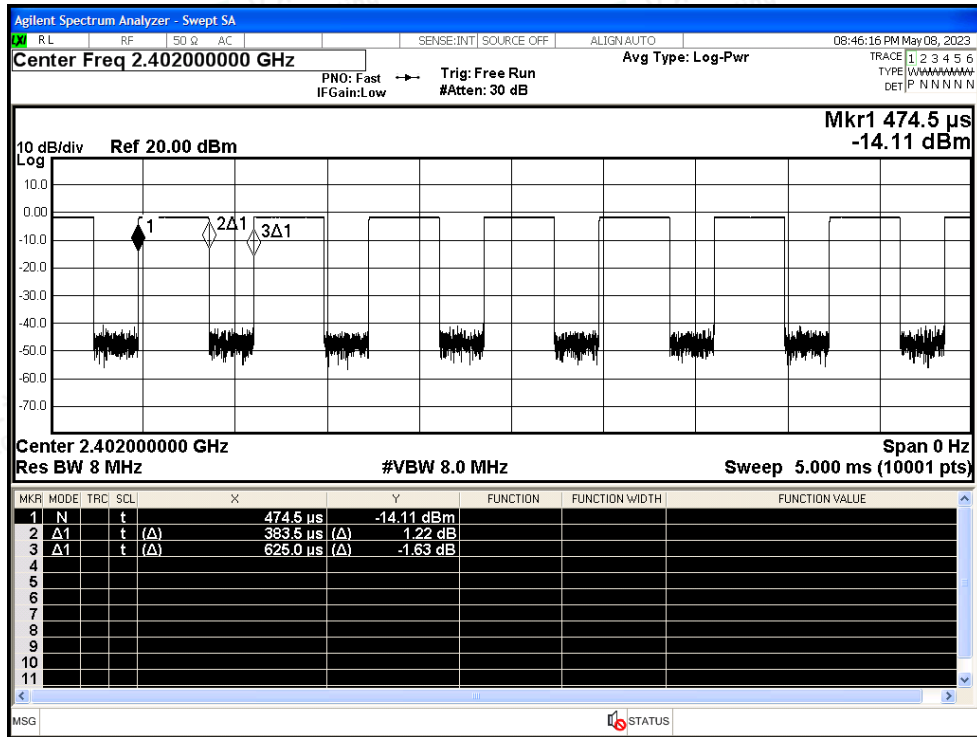 Agilent Spectrum Analyzer - Swept SA
LXI RL RF 50 Ω AC SENSE:INT SOURCE OFF ALIGN AUTO 08:46:16 PM May 08, 2023
Center Freq 2.402000000 GHz
PNO: Fast
IFGain:Low
Trig: Free Run
#Atten: 30 dB
Avg Type: Log-Pwr
TRACE 1 2 3 4 5 6
TYPE WWWWWW
DET P N N N N N
Mkr1 474.5 µs
-14.11 dBm
10 dB/div Ref 20.00 dBm
Log
10.0
0.00
-10.0
-20.0
-30.0
-40.0
-50.0
-60.0
-70.0
1
2Δ1
3Δ1
Center 2.402000000 GHz Span 0 Hz
Res BW 8 MHz #VBW 8.0 MHz Sweep 5.000 ms (10001 pts)
MKR MODE TRC SCL X Y FUNCTION FUNCTION WIDTH FUNCTION VALUE
1 N t 474.5 µs -14.11 dBm
2 Δ1 t (Δ) 383.5 µs (Δ) 1.22 dB
3 Δ1 t (Δ) 625.0 µs (Δ) -1.63 dB
4
5
6
7
8
9
10
11
MSG STATUS